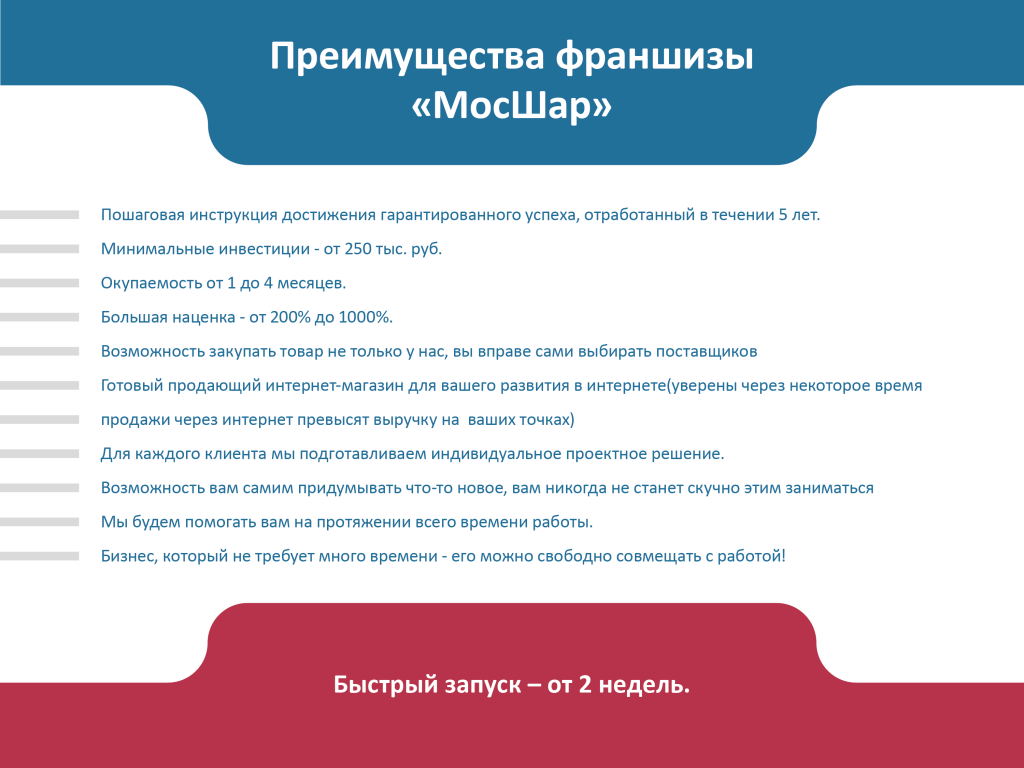 Преимущества франшизы
«МосШар»
Пошаговая инструкция достижения гарантированного успеха, отработанный в течении 5 лет.
Минимальные инвестиции - от 250 тыс. руб.
Окупаемость от 1 до 4 месяцев.
Большая наценка - от 200% до 1000%.
Возможность закупать товар не только у нас, вы вправе сами выбирать поставщиков
Готовый продающий интернет-магазин для вашего развития в интернете(уверены через некоторое время
продажи через интернет превысят выручку на  ваших точках)
Для каждого клиента мы подготавливаем индивидуальное проектное решение.
Возможность вам самим придумывать что-то новое, вам никогда не станет скучно этим заниматься
Мы будем помогать вам на протяжении всего времени работы.
Бизнес, который не требует много времени - его можно свободно совмещать с работой!
Быстрый запуск – от 2 недель.